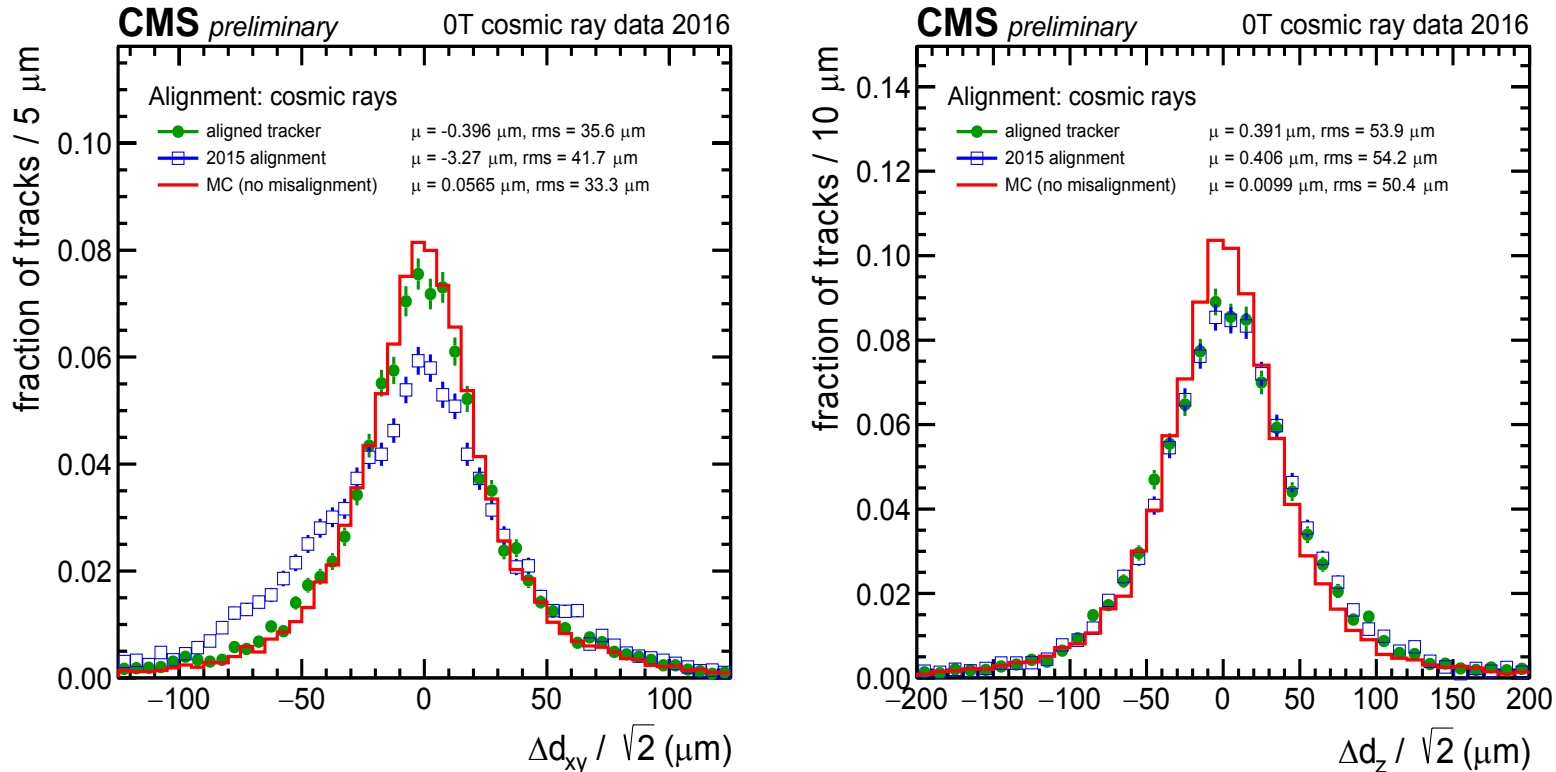 CMS preliminary 0T cosmic ray data 2016
fraction of tracks / 5 μm
Alignment: cosmic rays
aligned tracker μ = -0.396 μm, rms = 35.6 μm
2015 alignment μ = -3.27 μm, rms = 41.7 μm
MC (no misalignment) μ = 0.0565 μm, rms = 33.3 μm
0.10
0.08
0.06
0.04
0.02
0.00
−100 −50 0 50 100
Δd_xy / √2 (μm)
CMS preliminary 0T cosmic ray data 2016
fraction of tracks / 10 μm
Alignment: cosmic rays
aligned tracker μ = 0.391 μm, rms = 53.9 μm
2015 alignment μ = 0.406 μm, rms = 54.2 μm
MC (no misalignment) μ = 0.0099 μm, rms = 50.4 μm
0.14
0.12
0.10
0.08
0.06
0.04
0.02
0.00
−200 −150 −100 −50 0 50 100 150 200
Δd_z / √2 (μm)